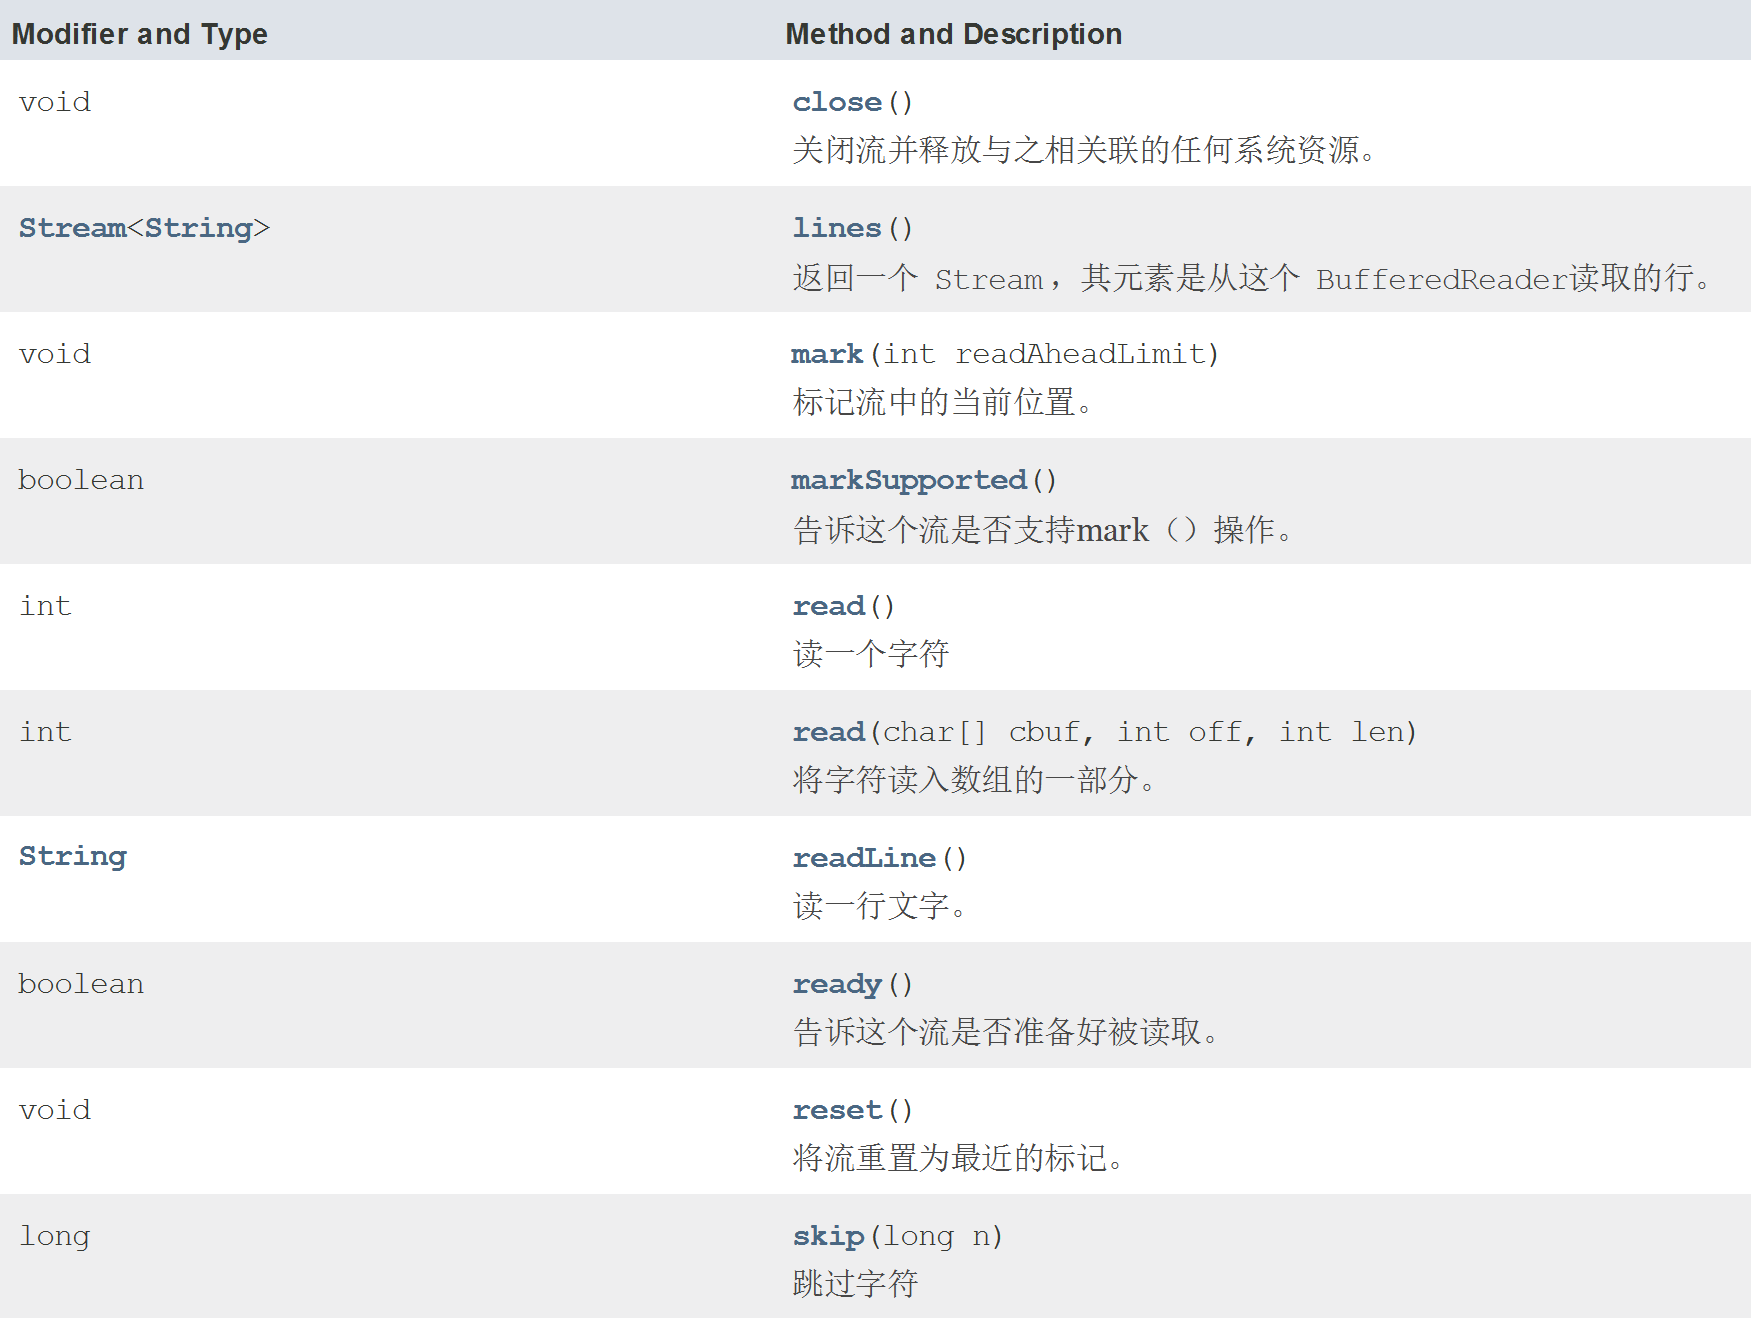 Modifier and Type	Method and Description
void	close()
关闭流并释放与之相关联的任何系统资源。
Stream<String>	lines()
返回一个 Stream ，其元素是从这个 BufferedReader读取的行。
void	mark(int readAheadLimit)
标记流中的当前位置。
boolean	markSupported()
告诉这个流是否支持mark（）操作。
int	read()
读一个字符
int	read(char[] cbuf, int off, int len)
将字符读入数组的一部分。
String	readLine()
读一行文字。
boolean	ready()
告诉这个流是否准备好被读取。
void	reset()
将流重置为最近的标记。
long	skip(long n)
跳过字符